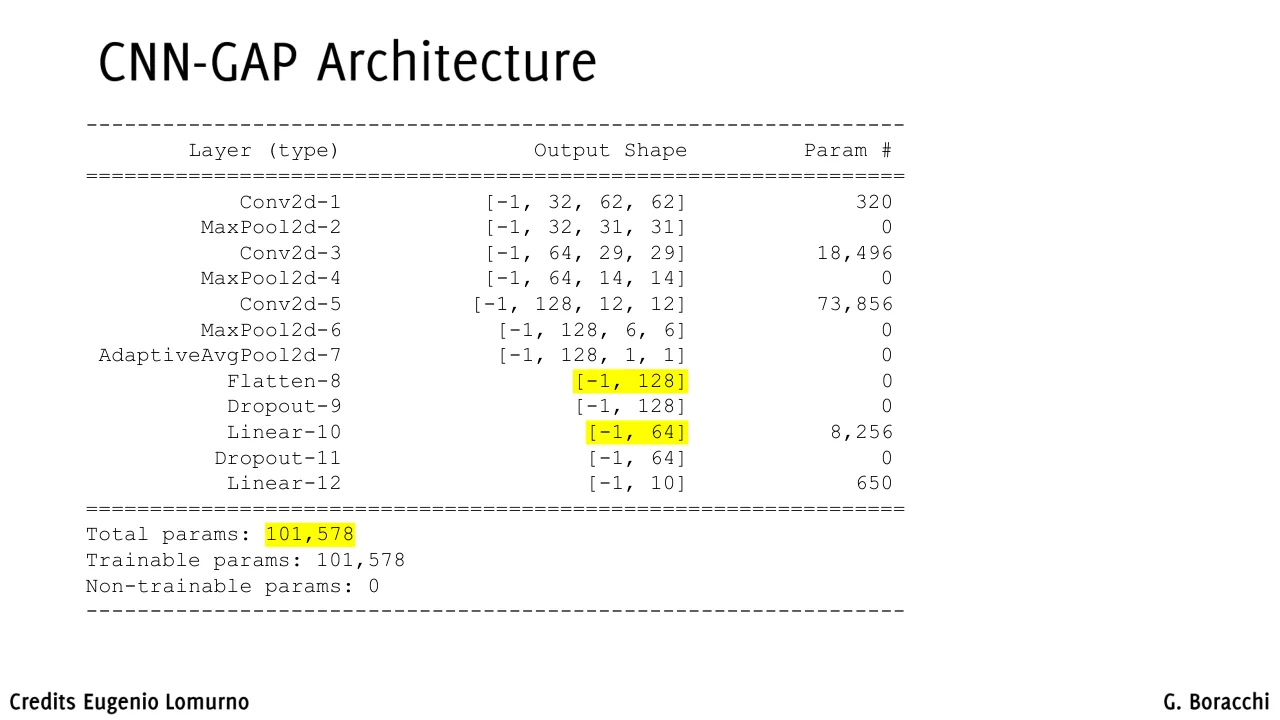 CNN-GAP Architecture
----------------------------------------------------------------
Layer (type) Output Shape Param #
================================================================
Conv2d-1 [-1, 32, 62, 62] 320
MaxPool2d-2 [-1, 32, 31, 31] 0
Conv2d-3 [-1, 64, 29, 29] 18,496
MaxPool2d-4 [-1, 64, 14, 14] 0
Conv2d-5 [-1, 128, 12, 12] 73,856
MaxPool2d-6 [-1, 128, 6, 6] 0
AdaptiveAvgPool2d-7 [-1, 128, 1, 1] 0
Flatten-8 [-1, 128] 0
Dropout-9 [-1, 128] 0
Linear-10 [-1, 64] 8,256
Dropout-11 [-1, 64] 0
Linear-12 [-1, 10] 650
================================================================
Total params: 101,578
Trainable params: 101,578
Non-trainable params: 0
----------------------------------------------------------------
Credits Eugenio Lomurno G. Boracchi